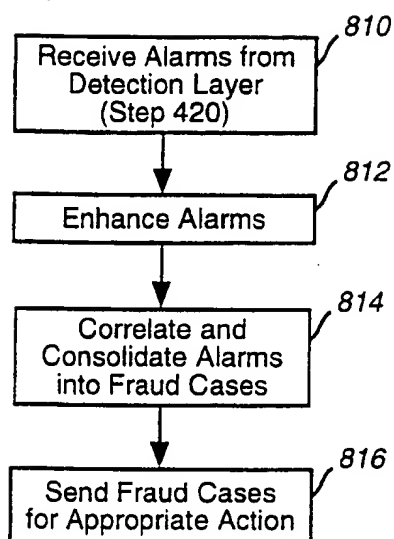 810
Receive Alarms from
Detection Layer
(Step 420)
812
Enhance Alarms
814
Correlate and
Consolidate Alarms
into Fraud Cases
816
Send Fraud Cases
for Appropriate Action